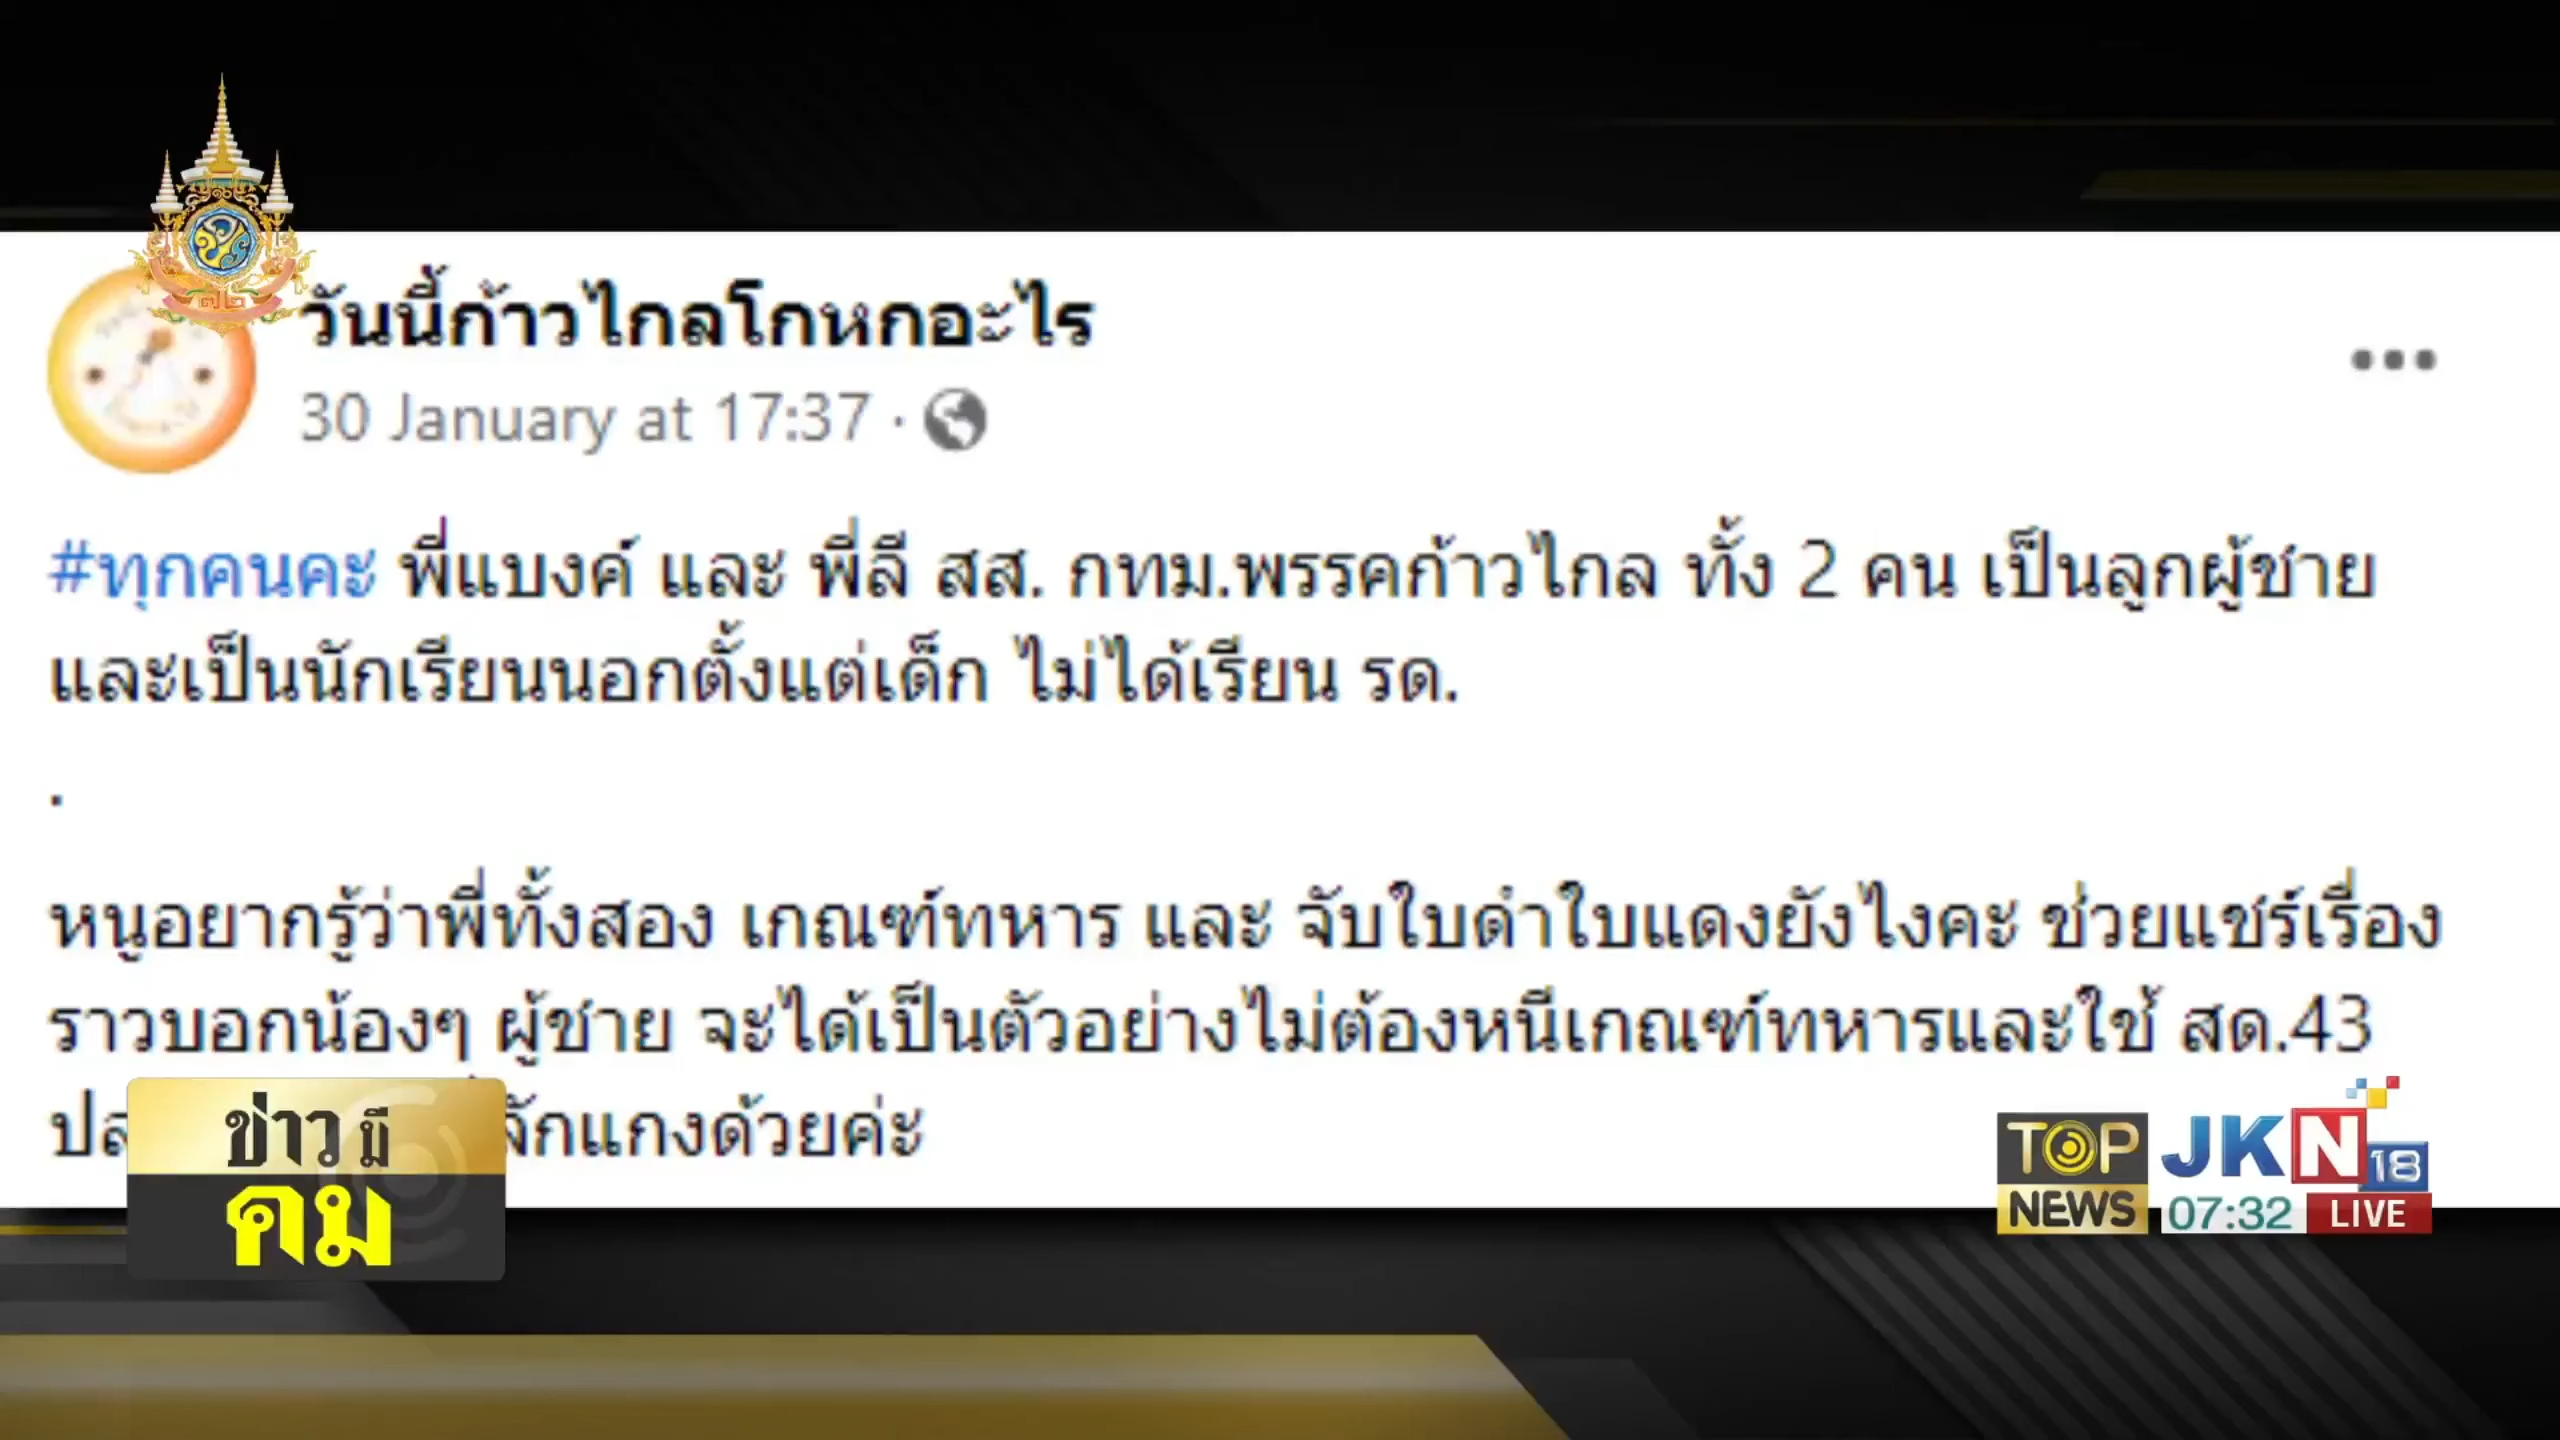 วันนี้ก้าวไกลโกหกอะไร
30 January at 17:37 ·
#ทุกคนคะ พี่แบงค์ และ พี่ลี สส. กทม.พรรคก้าวไกล ทั้ง 2 คน เป็นลูกผู้ชาย
และเป็นนักเรียนนอกตั้งแต่เด็ก ไม่ได้เรียน รด.
.
หนูอยากรู้ว่าพี่ทั้งสอง เกณฑ์ทหาร และ จับใบดำใบแดงยังไงคะ ช่วยแชร์เรื่อง
ราวบอกน้องๆ ผู้ชาย จะได้เป็นตัวอย่างไม่ต้องหนีเกณฑ์ทหารและใช้ สด.43
ด้วยค่ะ
ข่าว มี
คม
TOP
NEWS
JKN 18
07:32 LIVE
๗๒